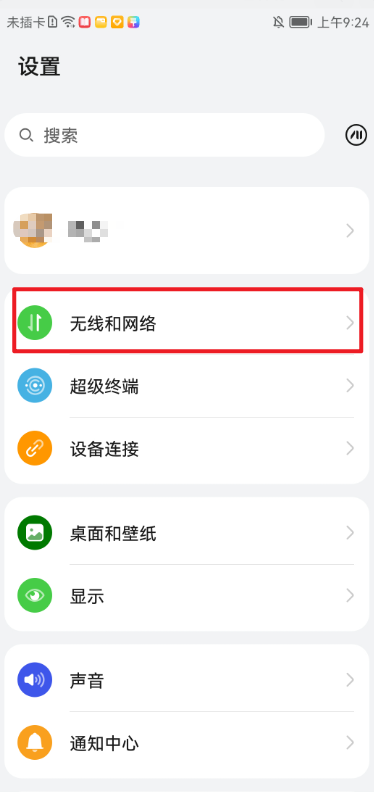 未插卡 上午9:24
设置
搜索
无线和网络
超级终端
设备连接
桌面和壁纸
显示
声音
通知中心